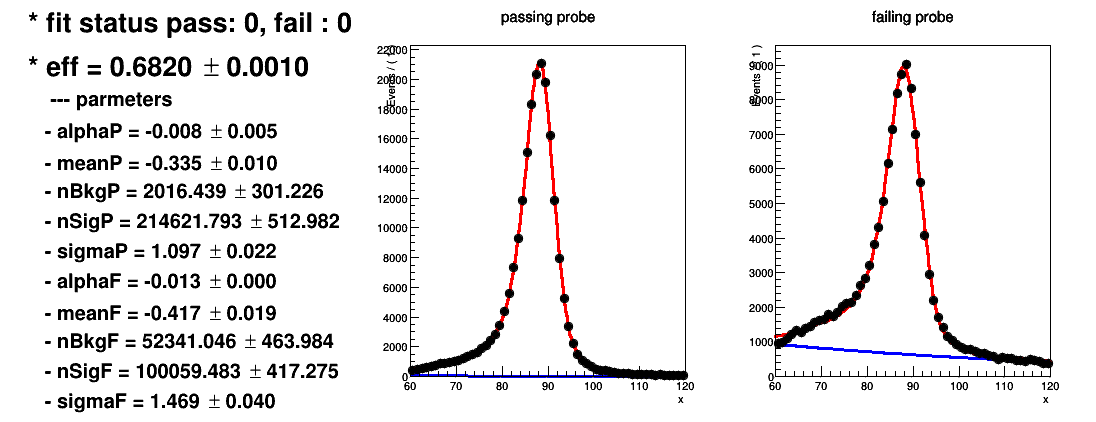 * fit status pass: 0, fail : 0
* eff = 0.6820 ± 0.0010
--- parmeters
- alphaP = -0.008 ± 0.005
- meanP = -0.335 ± 0.010
- nBkgP = 2016.439 ± 301.226
- nSigP = 214621.793 ± 512.982
- sigmaP = 1.097 ± 0.022
- alphaF = -0.013 ± 0.000
- meanF = -0.417 ± 0.019
- nBkgF = 52341.046 ± 463.984
- nSigF = 100059.483 ± 417.275
- sigmaF = 1.469 ± 0.040
passing probe
Events / ( 1 )
22000
20000
18000
16000
14000
12000
10000
8000
6000
4000
2000
0
60 70 80 90 100 110 120
x
failing probe
Events / ( 1 )
9000
8000
7000
6000
5000
4000
3000
2000
1000
0
60 70 80 90 100 110 120
x